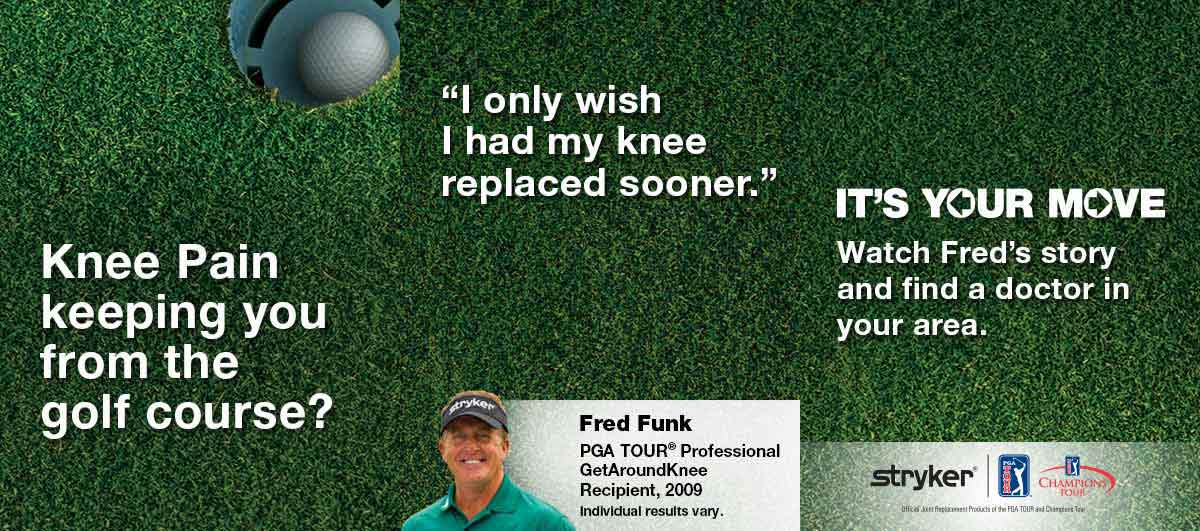 Knee Pain
keeping you
from the
golf course?
“I only wish
I had my knee
replaced sooner.”
stryker
Fred Funk
PGA TOUR® Professional
GetAroundKnee
Recipient, 2009
Individual results vary.
IT’S YOUR MOVE
Watch Fred’s story
and find a doctor in
your area.
stryker®
PGA
TOUR
CHAMPIONS
TOUR
Official Joint Replacement Products of the PGA TOUR and Champions Tour